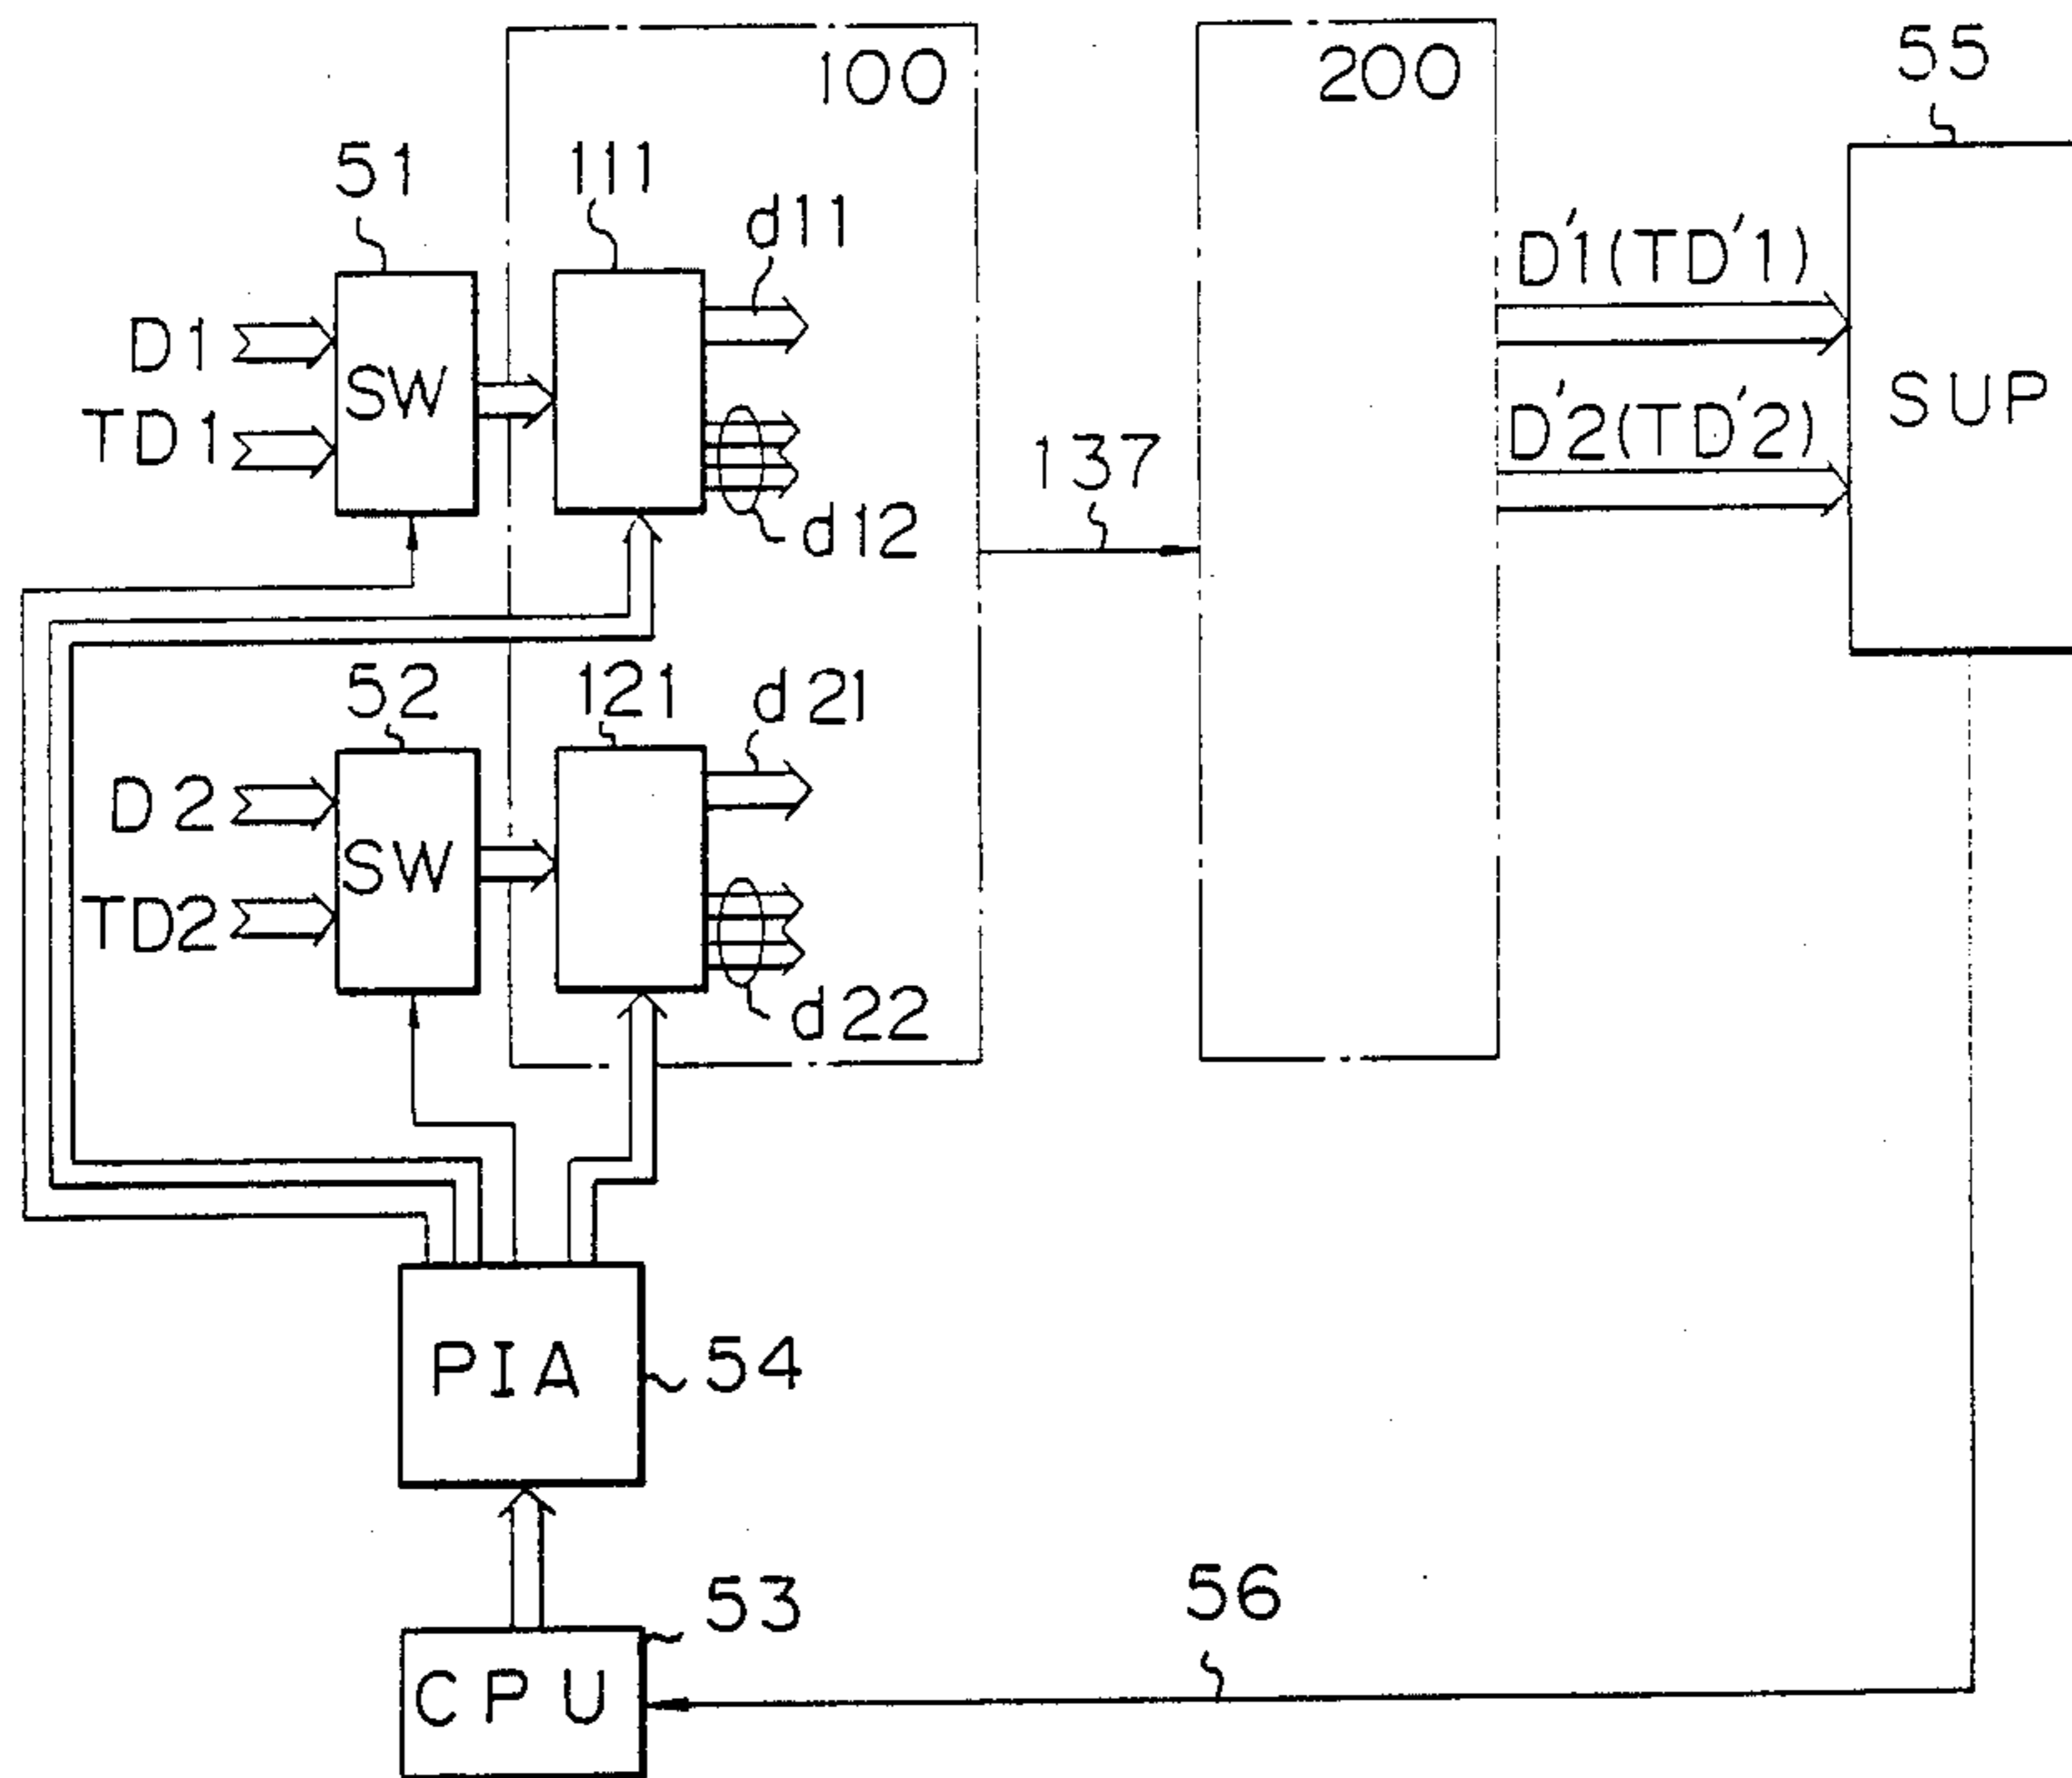 100
200
55
51
111
d11
D1
SW
TD1
d12
137
D'1(TD'1)
D'2(TD'2)
SUP
52
121
d21
D2
SW
TD2
d22
PIA
54
53
CPU
56